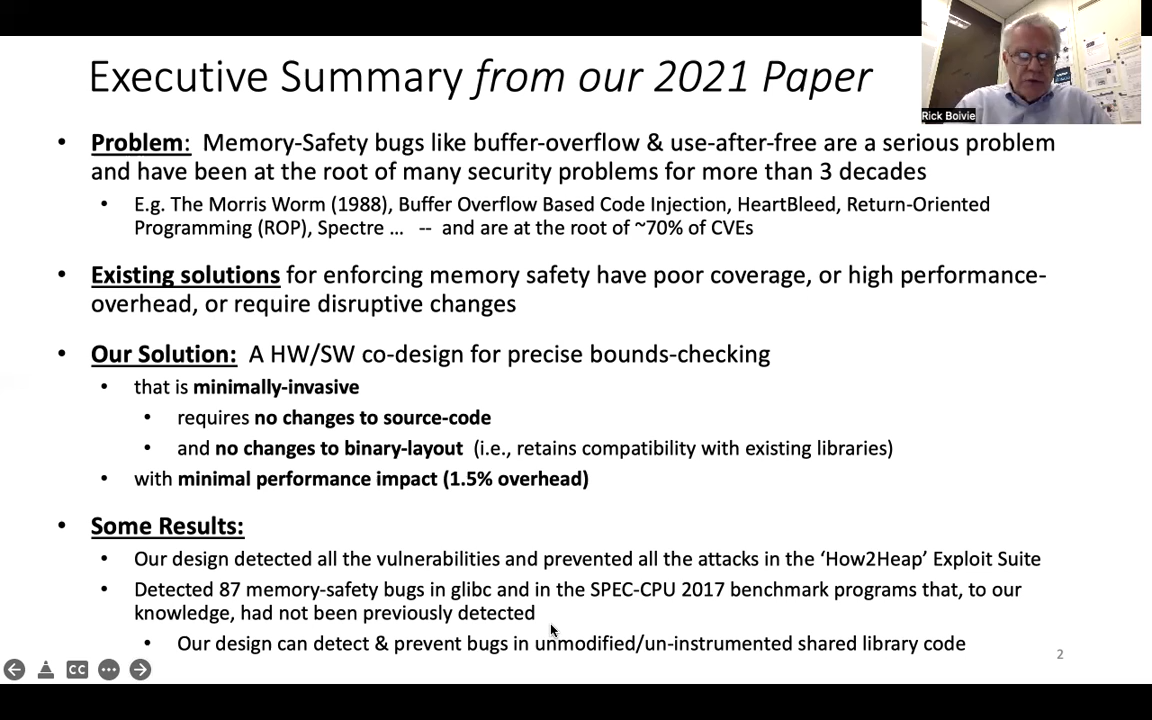 Executive Summary from our 2021 Paper
Rick Boivie
• Problem: Memory-Safety bugs like buffer-overflow & use-after-free are a serious problem
and have been at the root of many security problems for more than 3 decades
• E.g. The Morris Worm (1988), Buffer Overflow Based Code Injection, HeartBleed, Return-Oriented
Programming (ROP), Spectre … -- and are at the root of ~70% of CVEs
• Existing solutions for enforcing memory safety have poor coverage, or high performance-
overhead, or require disruptive changes
• Our Solution: A HW/SW co-design for precise bounds-checking
• that is minimally-invasive
• requires no changes to source-code
• and no changes to binary-layout (i.e., retains compatibility with existing libraries)
• with minimal performance impact (1.5% overhead)
• Some Results:
• Our design detected all the vulnerabilities and prevented all the attacks in the ‘How2Heap’ Exploit Suite
• Detected 87 memory-safety bugs in glibc and in the SPEC-CPU 2017 benchmark programs that, to our
knowledge, had not been previously detected
• Our design can detect & prevent bugs in unmodified/un-instrumented shared library code
2
CC